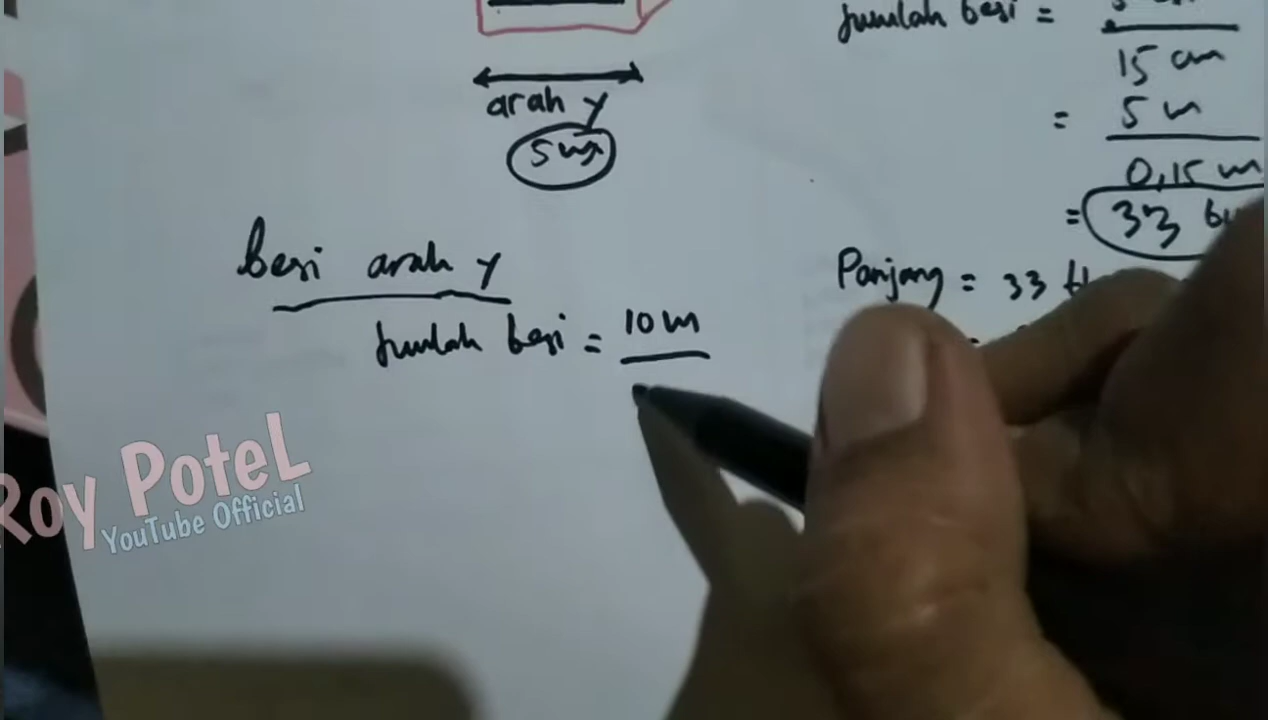 arah y
5 m
besi arah y
Jumlah besi = 10 m
Jumlah besi =
15 cm
= 5 m
0,15 m
= 33
Panjang = 33
Roy PoteL
YouTube Official